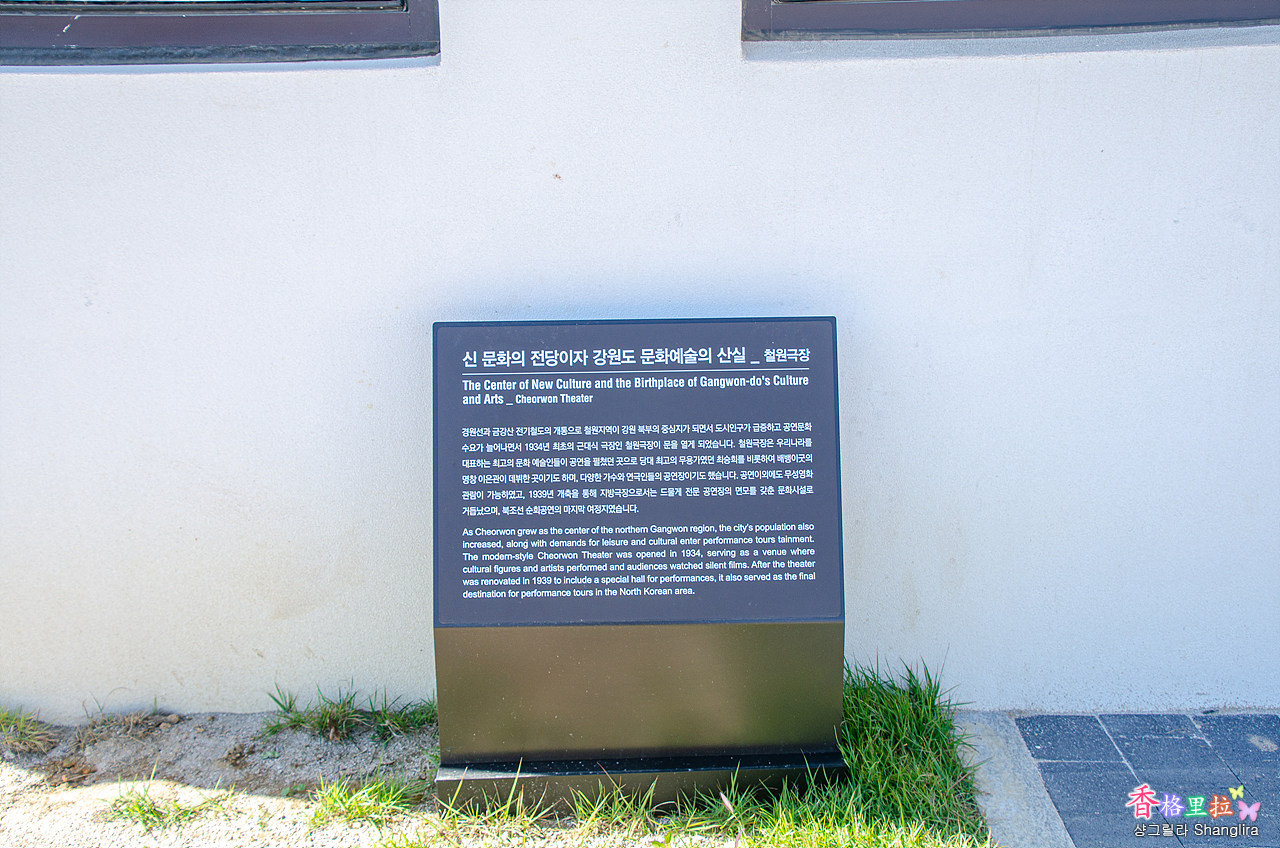 신 문화의 전당이자 강원도 문화예술의 산실 _ 철원극장
The Center of New Culture and the Birthplace of Gangwon-do's Culture
and Arts _ Cheorwon Theater
경원선과 금강산 전기철도의 개통으로 철원지역이 강원 북부의 중심지가 되면서 도시인구가 급증하고 공연문화
수요가 늘어나면서 1934년 최초의 근대식 극장인 철원극장이 문을 열게 되었습니다. 철원극장은 우리나라를
대표하는 최고의 문화 예술인들이 공연을 펼쳤던 곳으로 당대 최고의 무용가였던 최승희를 비롯하여 배뱅이굿의
명창 이은관이 데뷔한 곳이기도 하며, 다양한 가수와 연극인들의 공연장이기도 했습니다. 공연이외에도 무성영화
관람이 가능하였고, 1939년 개축을 통해 지방극장으로서는 드물게 전문 공연장의 면모를 갖춘 문화시설로
거듭났으며, 북조선 순회공연의 마지막 여정지였습니다.
As Cheorwon grew as the center of the northern Gangwon region, the city's population also
increased, along with demands for leisure and cultural enter performance tours tainment.
The modern-style Cheorwon Theater was opened in 1934, serving as a venue where
cultural figures and artists performed and audiences watched silent films. After the theater
was renovated in 1939 to include a special hall for performances, it also served as the final
destination for performance tours in the North Korean area.
香格里拉
샹그릴라 Shanglira